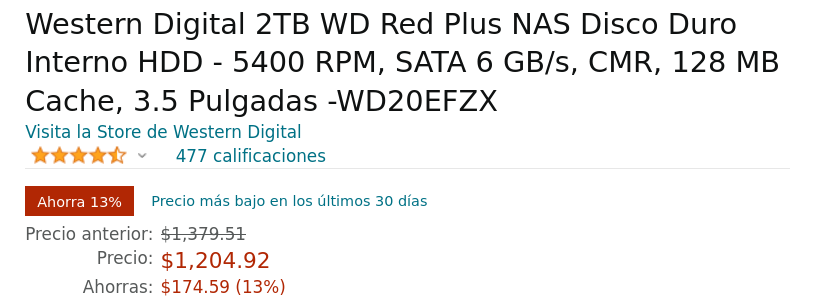 Western Digital 2TB WD Red Plus NAS Disco Duro
Interno HDD - 5400 RPM, SATA 6 GB/s, CMR, 128 MB
Cache, 3.5 Pulgadas -WD20EFZX
Visita la Store de Western Digital
477 calificaciones
Ahorra 13% Precio más bajo en los últimos 30 días
Precio anterior: $1,379.51
Precio: $1,204.92
Ahorras: $174.59 (13%)